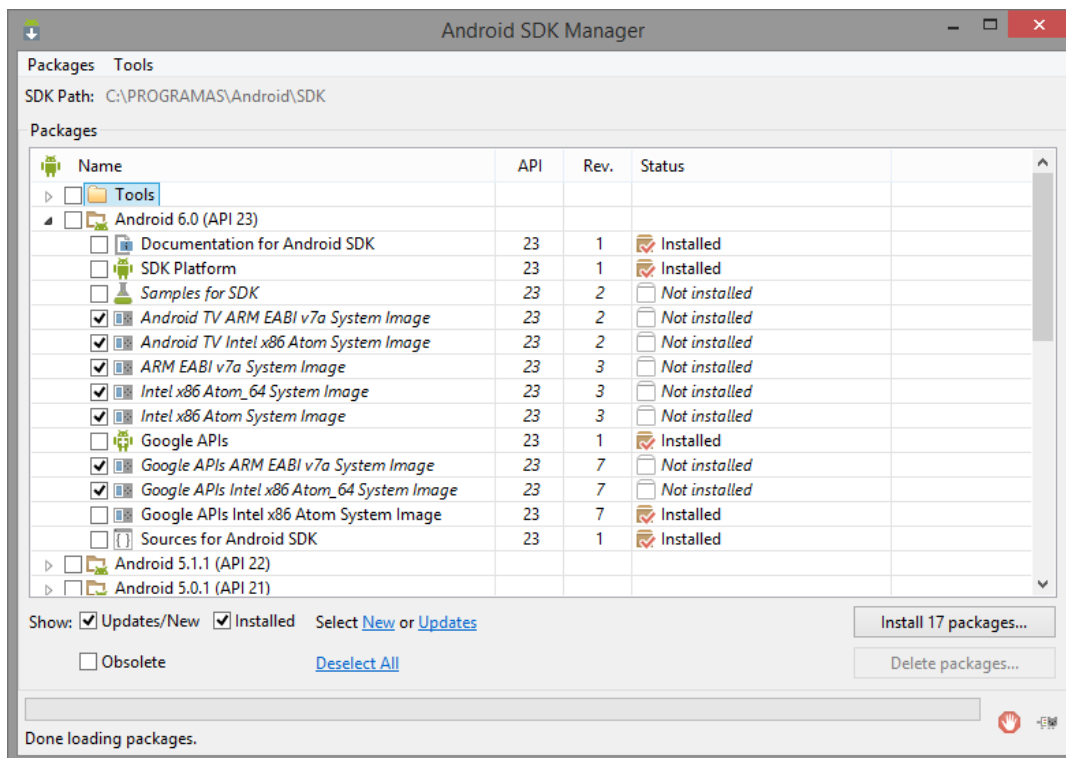 Android SDK Manager
Packages Tools
SDK Path: C:\PROGRAMAS\Android\SDK
Packages
Name API Rev. Status
Tools
Android 6.0 (API 23)
Documentation for Android SDK 23 1 Installed
SDK Platform 23 1 Installed
Samples for SDK 23 2 Not installed
Android TV ARM EABI v7a System Image 23 2 Not installed
Android TV Intel x86 Atom System Image 23 2 Not installed
ARM EABI v7a System Image 23 3 Not installed
Intel x86 Atom_64 System Image 23 3 Not installed
Intel x86 Atom System Image 23 3 Not installed
Google APIs 23 1 Installed
Google APIs ARM EABI v7a System Image 23 7 Not installed
Google APIs Intel x86 Atom_64 System Image 23 7 Not installed
Google APIs Intel x86 Atom System Image 23 7 Installed
Sources for Android SDK 23 1 Installed
Android 5.1.1 (API 22)
Android 5.0.1 (API 21)
Show: Updates/New Installed Select New or Updates Install 17 packages...
Obsolete Deselect All Delete packages...
Done loading packages.